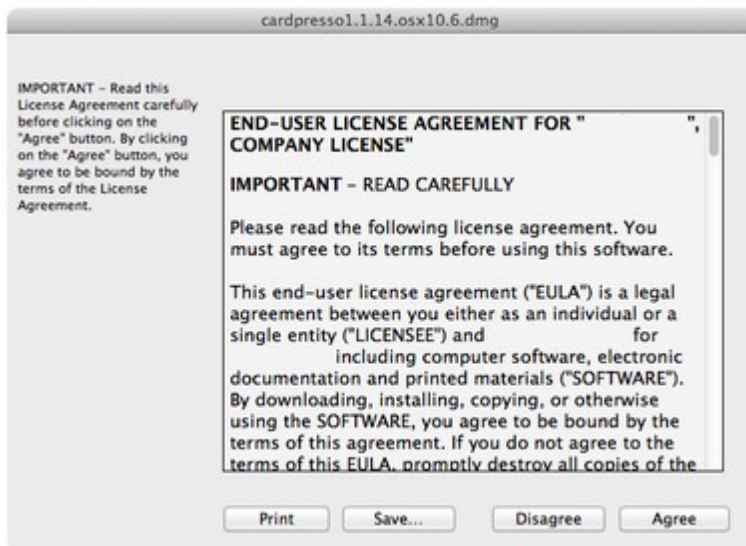 cardpresso1.1.14.osx10.6.dmg
IMPORTANT – Read this
License Agreement carefully
before clicking on the
"Agree" button. By clicking
on the "Agree" button, you
agree to be bound by the
terms of the License
Agreement.
END-USER LICENSE AGREEMENT FOR " ",
COMPANY LICENSE"
IMPORTANT – READ CAREFULLY
Please read the following license agreement. You
must agree to its terms before using this software.
This end-user license agreement ("EULA") is a legal
agreement between you either as an individual or a
single entity ("LICENSEE") and for
including computer software, electronic
documentation and printed materials ("SOFTWARE").
By downloading, installing, copying, or otherwise
using the SOFTWARE, you agree to be bound by the
terms of this agreement. If you do not agree to the
terms of this EULA, promptly destroy all copies of the
Print Save... Disagree Agree